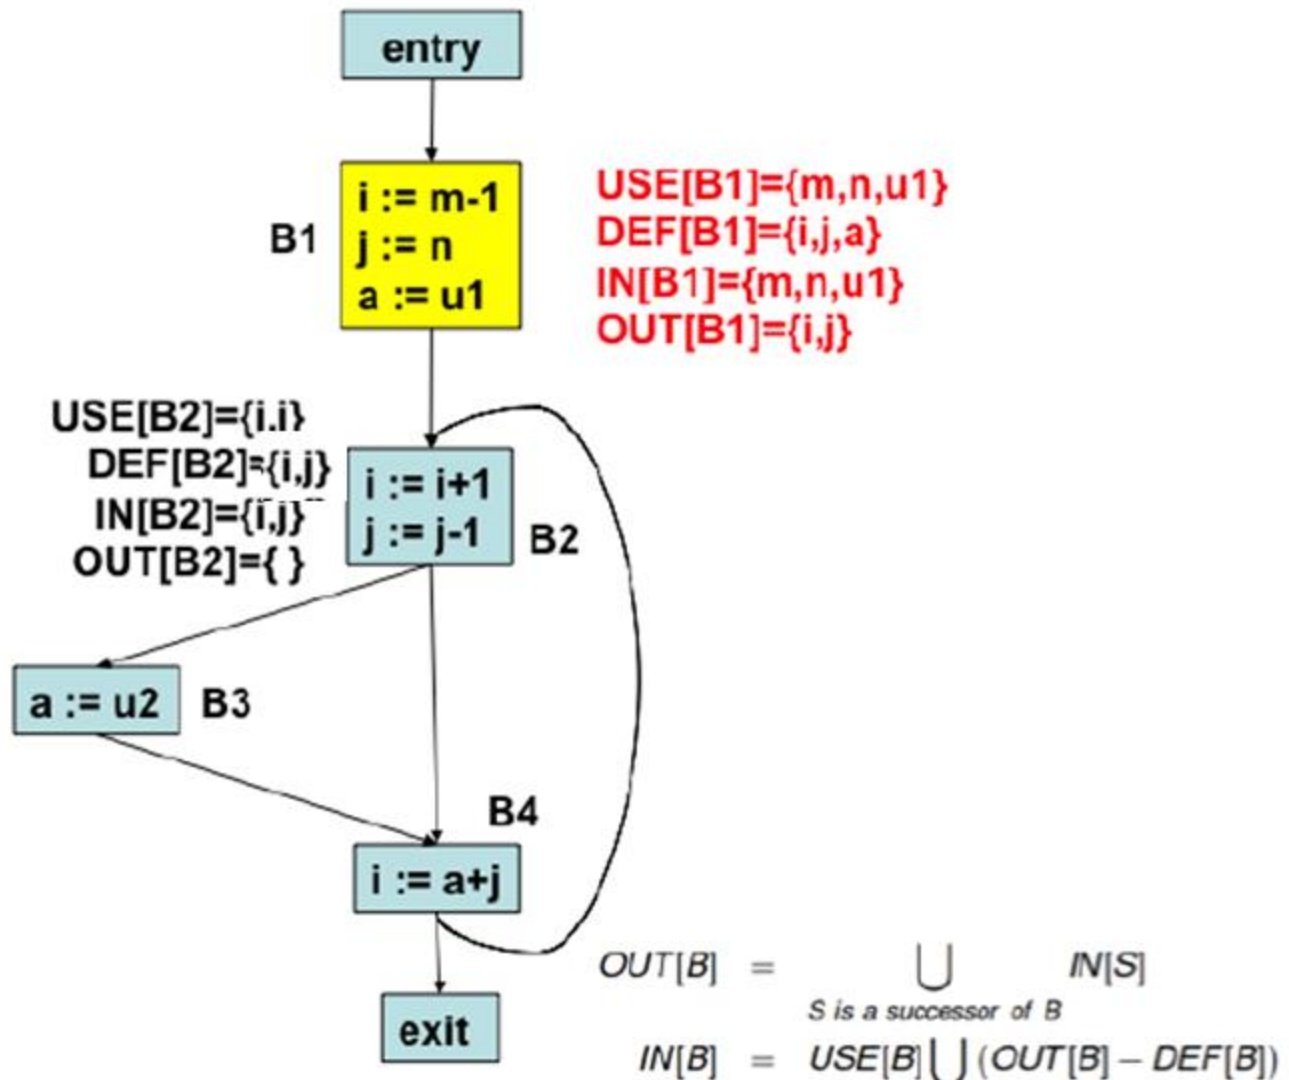 entry
B1
i := m-1
j := n
a := u1
USE[B1]={m,n,u1}
DEF[B1]={i,j,a}
IN[B1]={m,n,u1}
OUT[B1]={i,j}
USE[B2]={i.i}
DEF[B2]={i,j}
IN[B2]={i,j}
OUT[B2]={ }
i := i+1
j := j-1
B2
a := u2
B3
B4
i := a+j
exit
OUT[B] = ⋃ IN[S]
S is a successor of B
IN[B] = USE[B] ⋃ (OUT[B] − DEF[B])